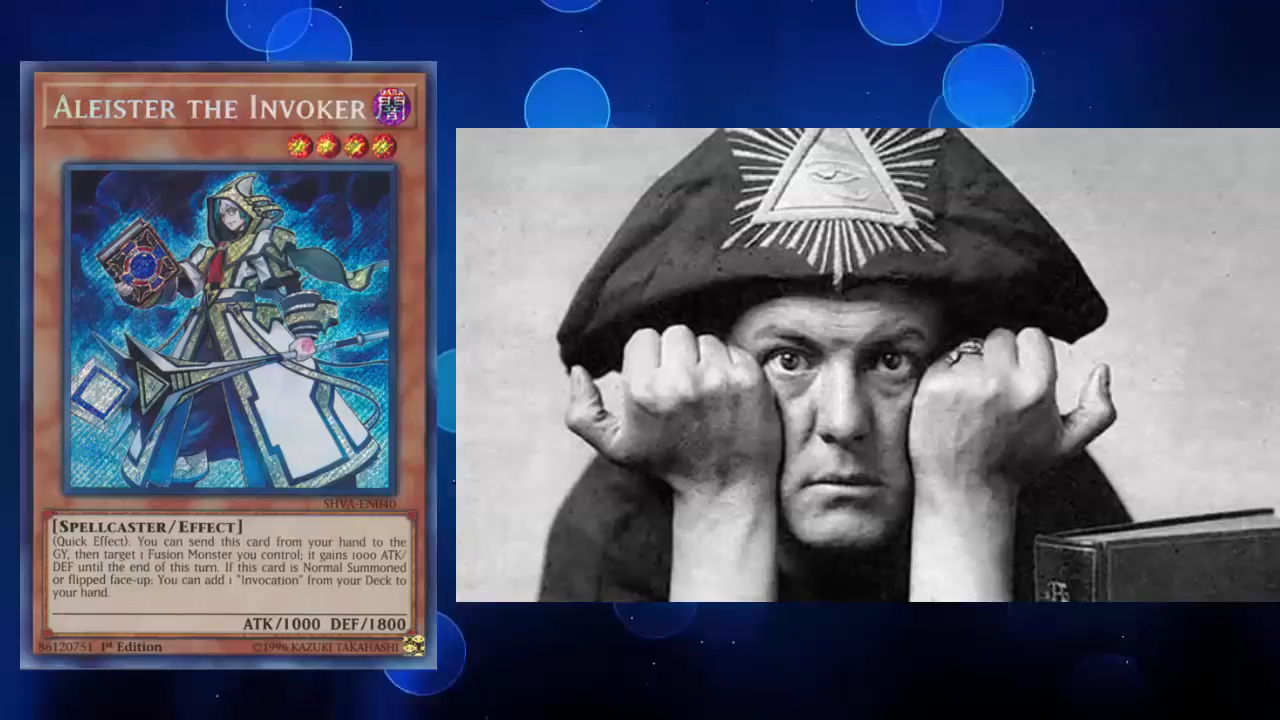 ALEISTER THE INVOKER
DARK
闇
SHVA-EN040
[SPELLCASTER/EFFECT]
(Quick Effect): You can send this card from your hand to the
GY, then target 1 Fusion Monster you control; it gains 1000 ATK/
DEF until the end of this turn. If this card is Normal Summoned
or flipped face-up: You can add 1 "Invocation" from your Deck to
your hand.
ATK/1000 DEF/1800
86120751 1st Edition
©1996 KAZUKI TAKAHASHI